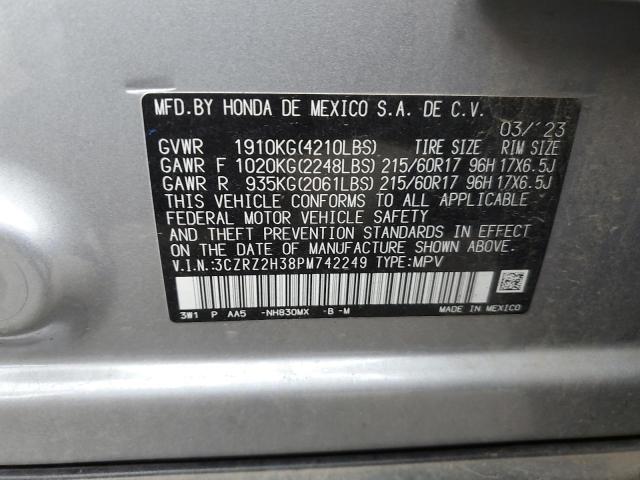 MFD.BY HONDA DE MEXICO S.A. DE C.V.
03/'23
GVWR 1910KG(4210LBS) TIRE SIZE RIM SIZE
GAWR F 1020KG(2248LBS) 215/60R17 96H 17X6.5J
GAWR R 935KG(2061LBS) 215/60R17 96H 17X6.5J
THIS VEHICLE CONFORMS TO ALL APPLICABLE
FEDERAL MOTOR VEHICLE SAFETY
AND THEFT PREVENTION STANDARDS IN EFFECT
ON THE DATE OF MANUFACTURE SHOWN ABOVE.
V.I.N.:3CZRZ2H38PM742249 TYPE:MPV
3W1 P AA5 -NH830MX -B -M MADE IN MEXICO